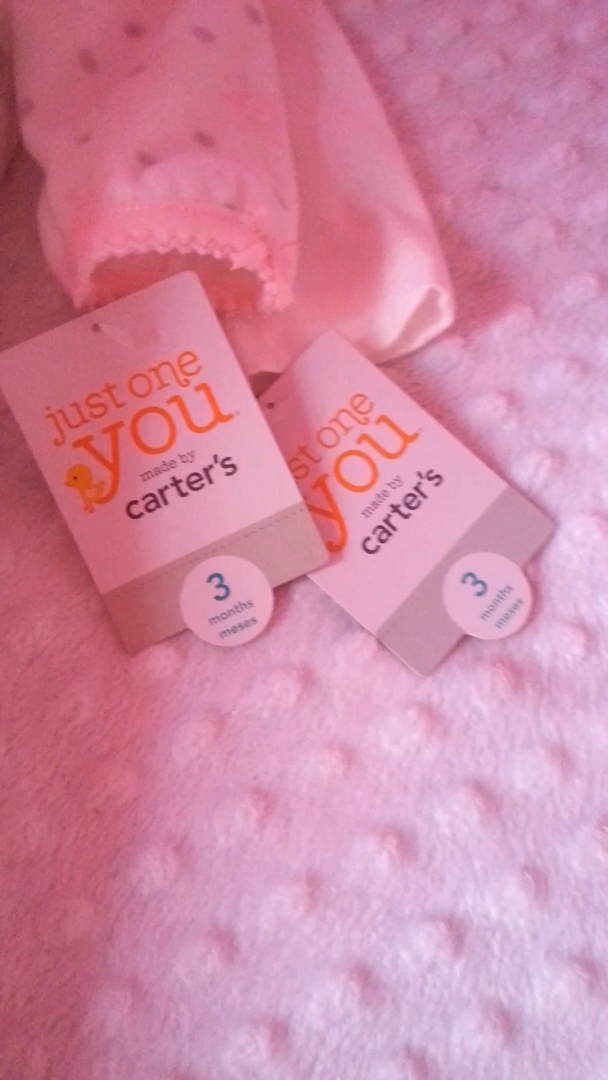 just one
you®
made by
carter's
3
months
meses
st one
you
made by
carter's
3
months
meses